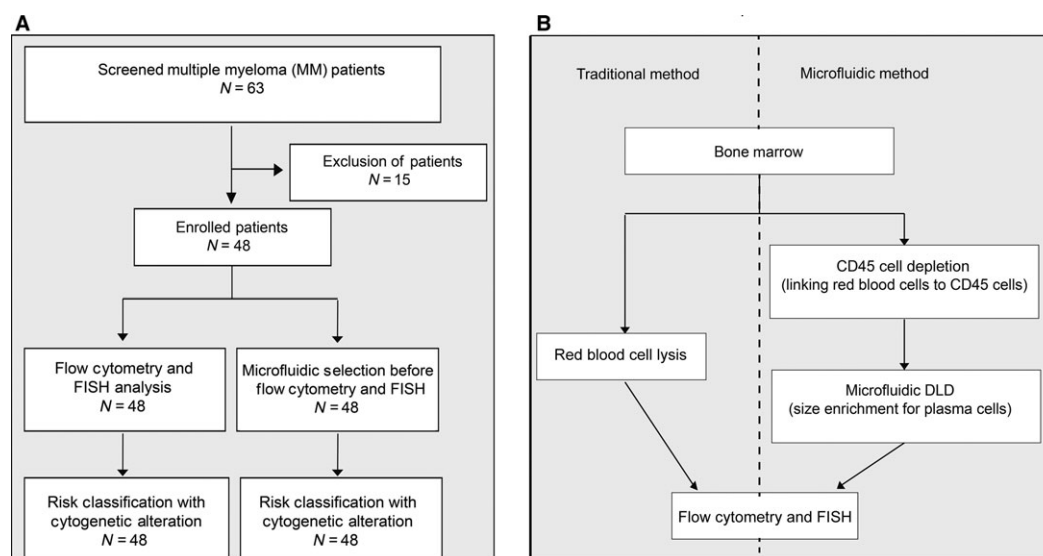 A
Screened multiple myeloma (MM) patients
N = 63
Exclusion of patients
N = 15
Enrolled patients
N = 48
Flow cytometry and
FISH analysis
N = 48
Microfluidic selection before
flow cytometry and FISH
N = 48
Risk classification with
cytogenetic alteration
N = 48
Risk classification with
cytogenetic alteration
N = 48
B
Traditional method
Microfluidic method
Bone marrow
CD45 cell depletion
(linking red blood cells to CD45 cells)
Red blood cell lysis
Microfluidic DLD
(size enrichment for plasma cells)
Flow cytometry and FISH